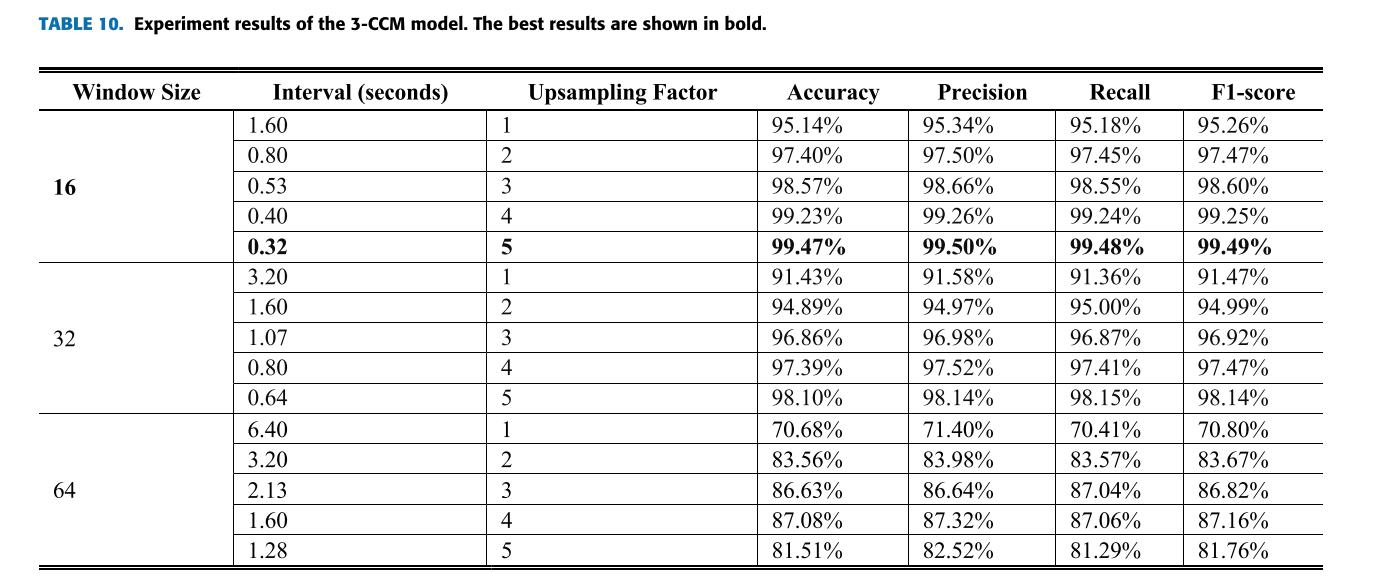 TABLE 10. Experiment results of the 3-CCM model. The best results are shown in bold.
Window Size Interval (seconds) Upsampling Factor Accuracy Precision Recall F1-score
1.60 1 95.14% 95.34% 95.18% 95.26%
0.80 2 97.40% 97.50% 97.45% 97.47%
16 0.53 3 98.57% 98.66% 98.55% 98.60%
0.40 4 99.23% 99.26% 99.24% 99.25%
0.32 5 99.47% 99.50% 99.48% 99.49%
3.20 1 91.43% 91.58% 91.36% 91.47%
1.60 2 94.89% 94.97% 95.00% 94.99%
32 1.07 3 96.86% 96.98% 96.87% 96.92%
0.80 4 97.39% 97.52% 97.41% 97.47%
0.64 5 98.10% 98.14% 98.15% 98.14%
6.40 1 70.68% 71.40% 70.41% 70.80%
3.20 2 83.56% 83.98% 83.57% 83.67%
64 2.13 3 86.63% 86.64% 87.04% 86.82%
1.60 4 87.08% 87.32% 87.06% 87.16%
1.28 5 81.51% 82.52% 81.29% 81.76%